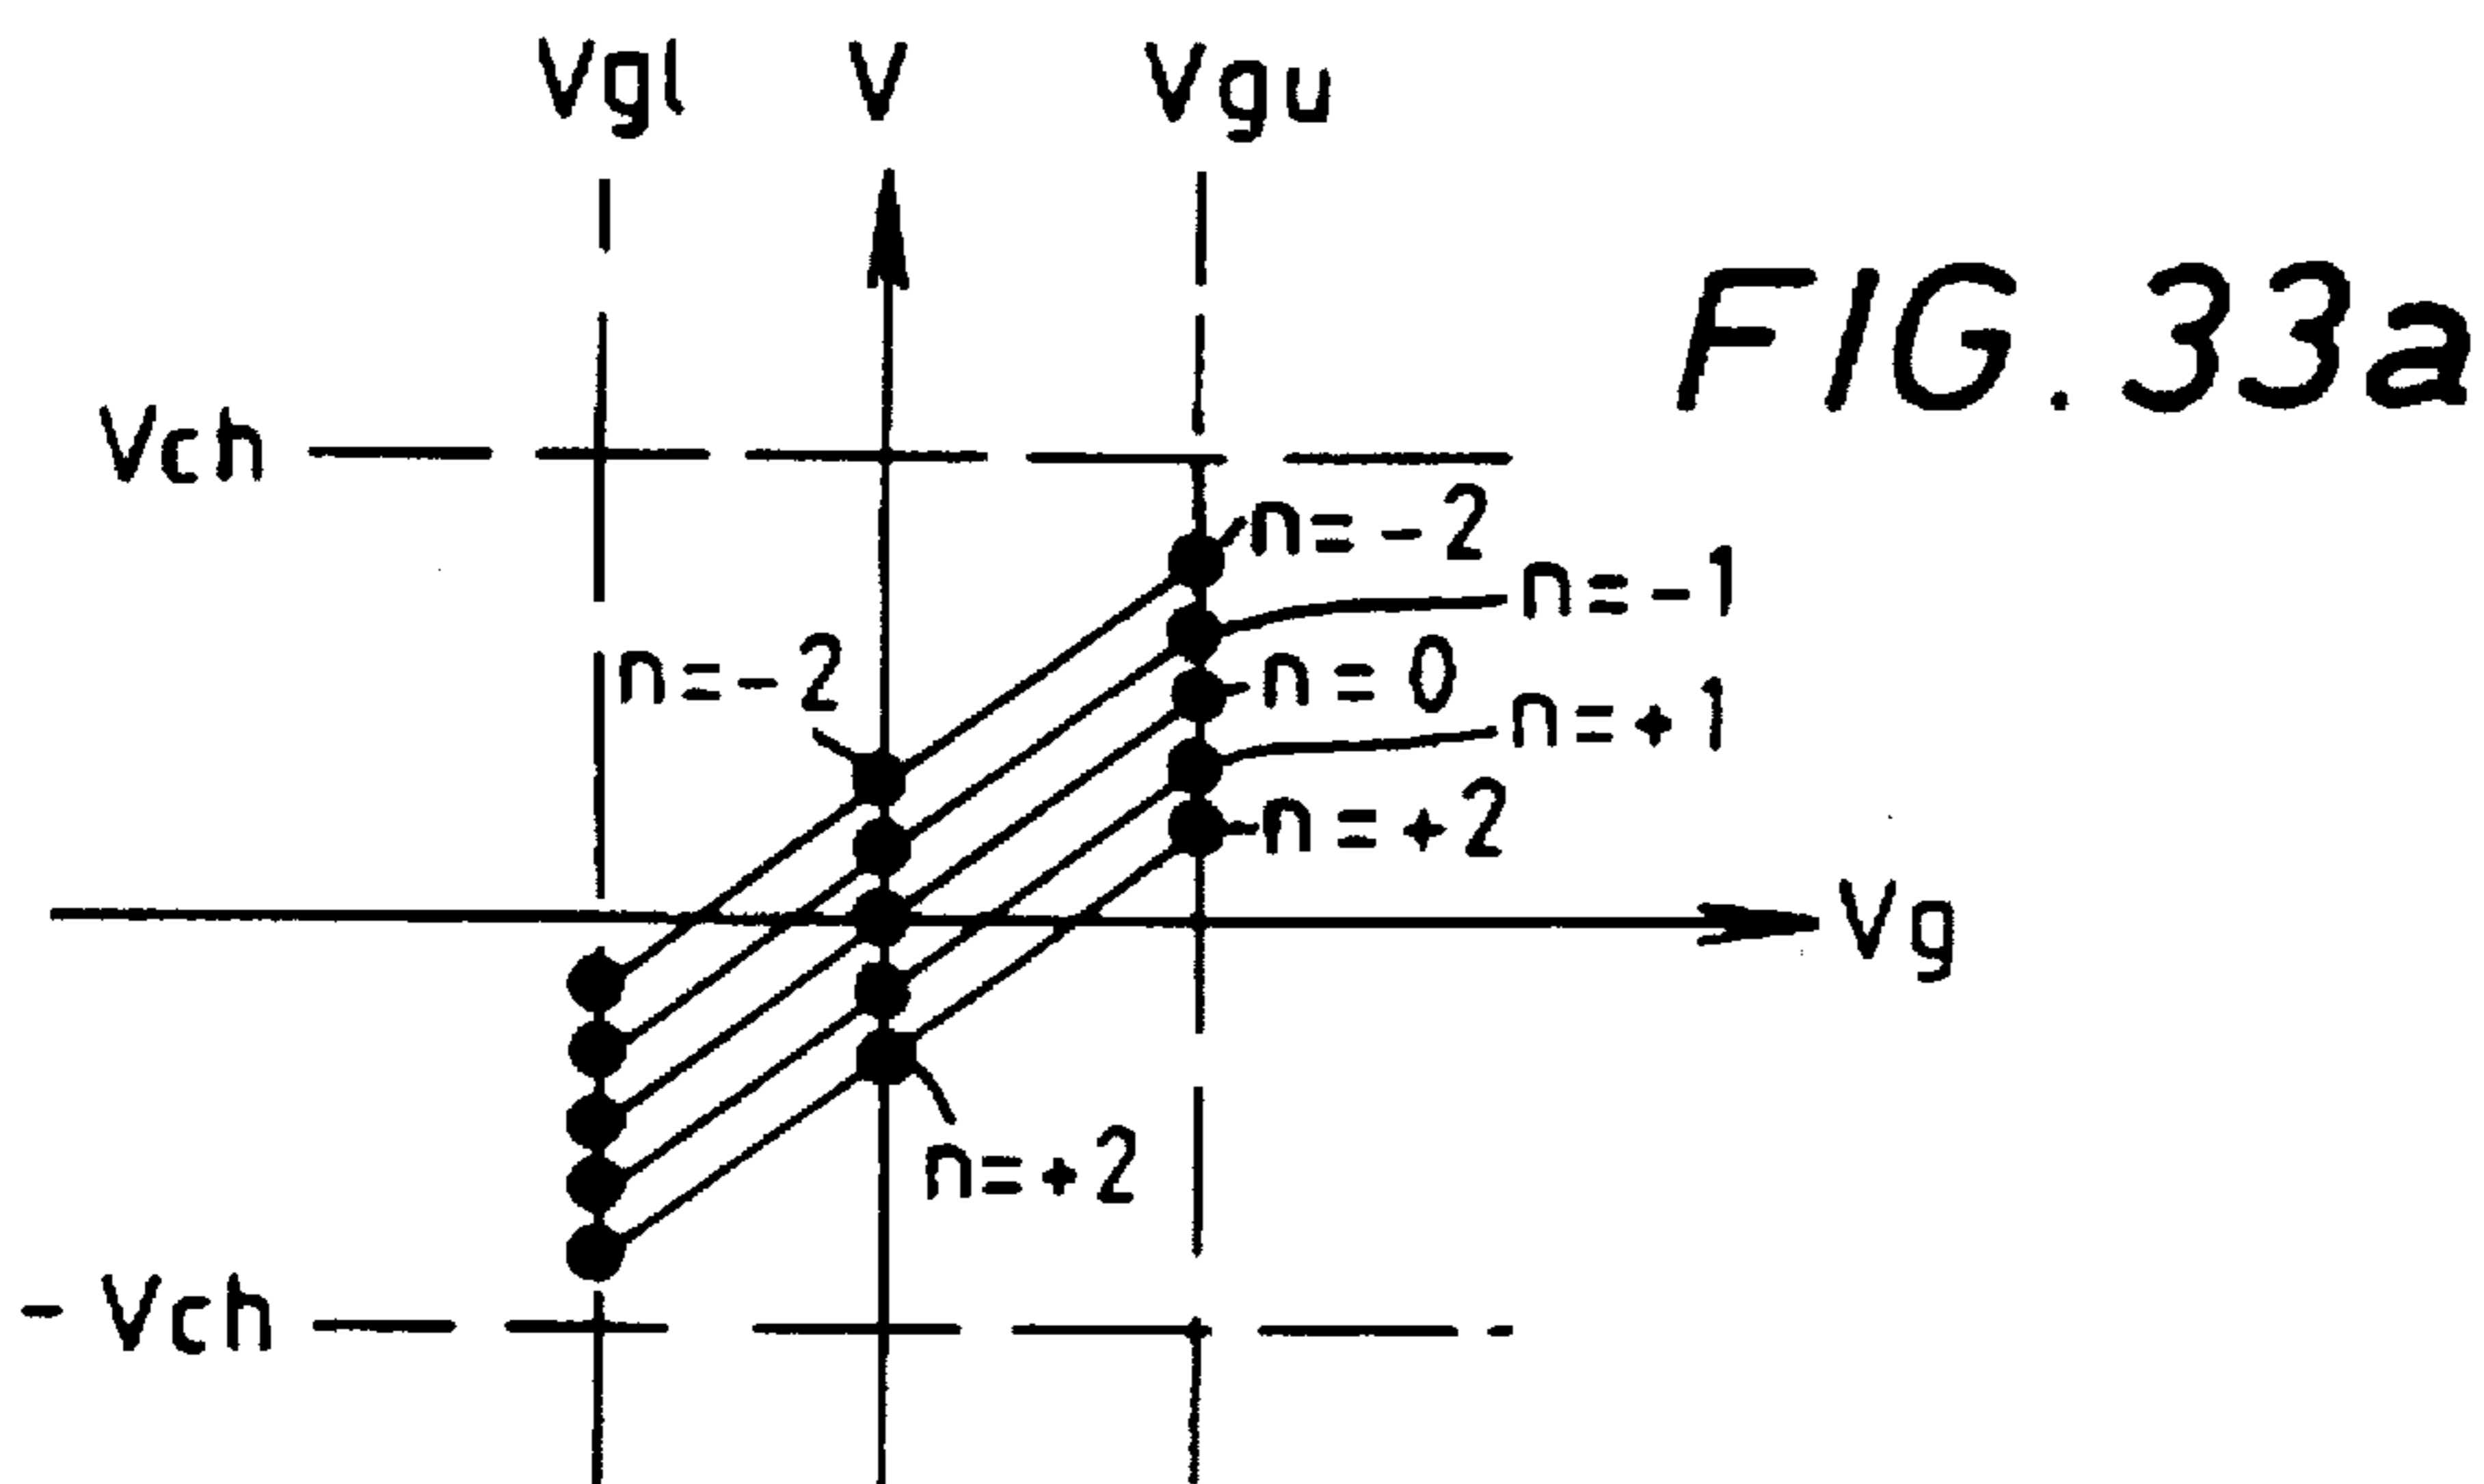 Vgl
V
Vgu
FIG. 33a
Vch
n=-2
n=-1
n=-2
n=0
n=+1
n=+2
Vg
n=+2
-Vch